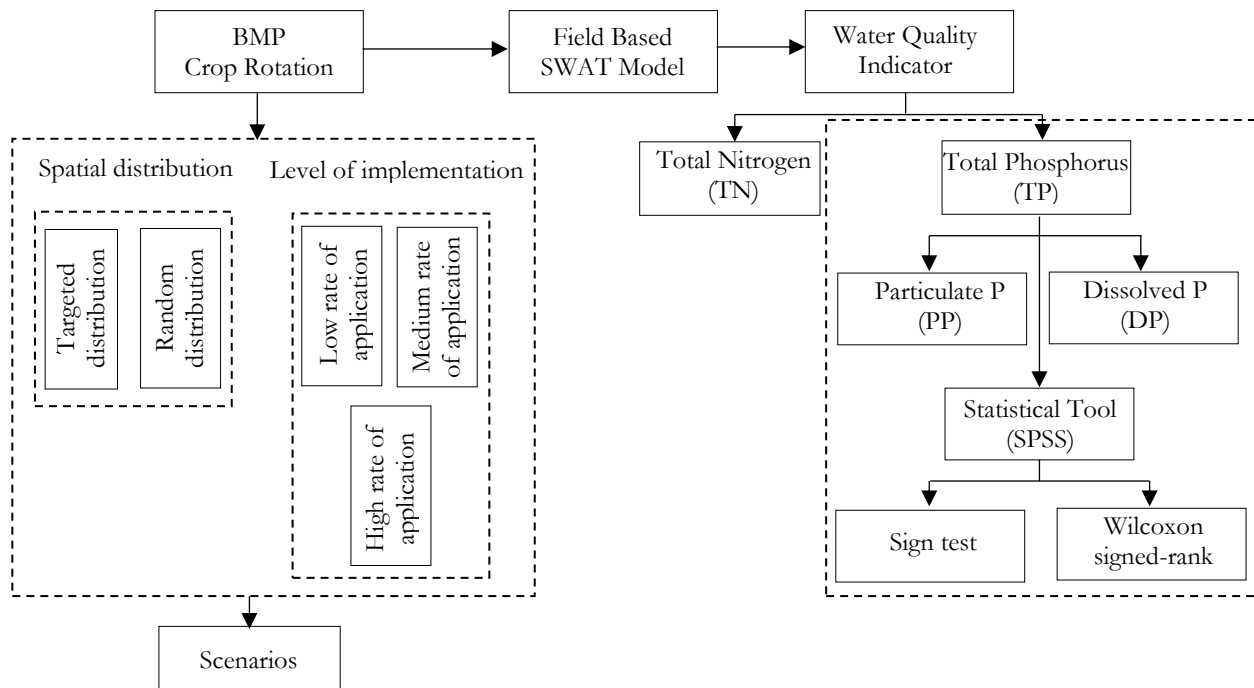 BMP
Crop Rotation
Field Based
SWAT Model
Water Quality
Indicator
Spatial distribution
Level of implementation
Targeted
distribution
Random
distribution
Low rate of
application
Medium rate
of application
High rate of
application
Scenarios
Total Nitrogen
(TN)
Total Phosphorus
(TP)
Particulate P
(PP)
Dissolved P
(DP)
Statistical Tool
(SPSS)
Sign test
Wilcoxon
signed-rank